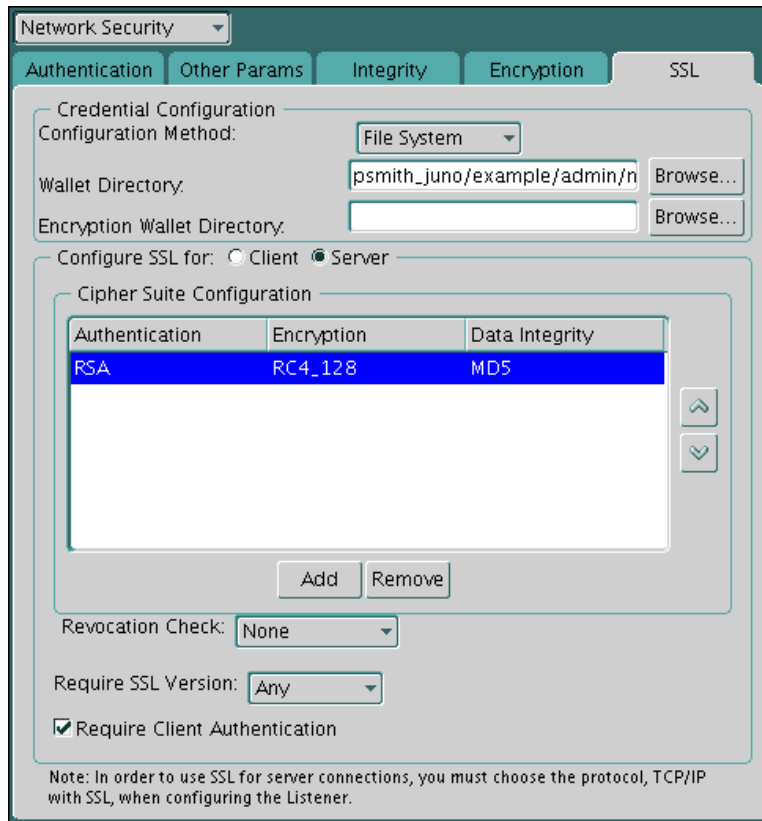 Network Security
Authentication Other Params Integrity Encryption SSL
Credential Configuration
Configuration Method: File System
Wallet Directory: psmith_juno/example/admin/n Browse...
Encryption Wallet Directory: Browse...
Configure SSL for: Client Server
Cipher Suite Configuration
Authentication Encryption Data Integrity
RSA RC4_128 MD5
Add Remove
Revocation Check: None
Require SSL Version: Any
Require Client Authentication
Note: In order to use SSL for server connections, you must choose the protocol, TCP/IP
with SSL, when configuring the Listener.